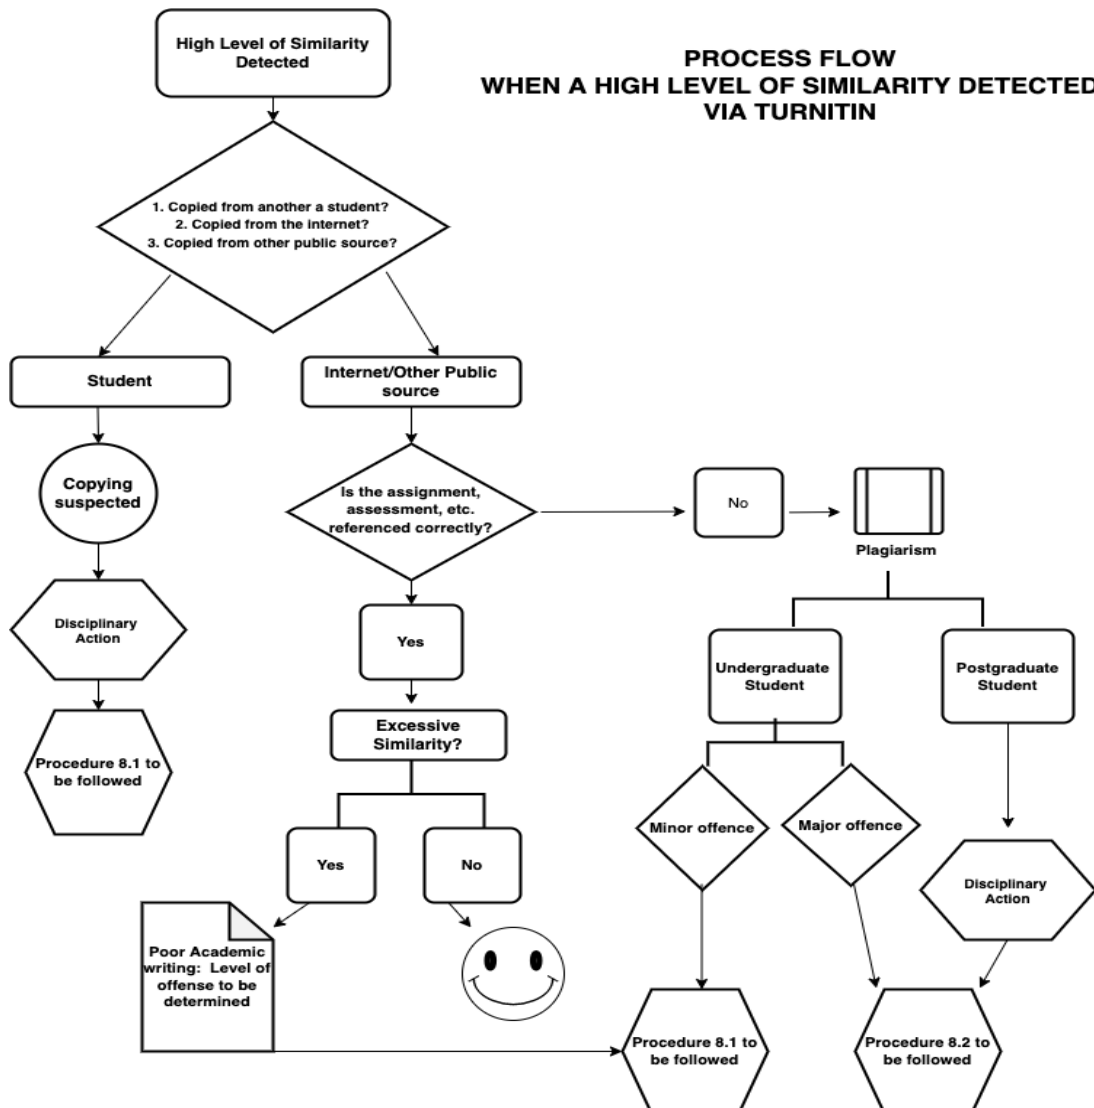 High Level of Similarity
Detected
PROCESS FLOW
WHEN A HIGH LEVEL OF SIMILARITY DETECTED
VIA TURNITIN
1. Copied from another a student?
2. Copied from the internet?
3. Copied from other public source?
Student
Internet/Other Public
source
Copying
suspected
Is the assignment,
assessment, etc.
referenced correctly?
No
Plagiarism
Disciplinary
Action
Yes
Undergraduate
Student
Postgraduate
Student
Procedure 8.1 to
be followed
Excessive
Similarity?
Minor offence
Major offence
Yes
No
Disciplinary
Action
Poor Academic
writing: Level of
offense to be
determined
Procedure 8.1 to
be followed
Procedure 8.2 to
be followed